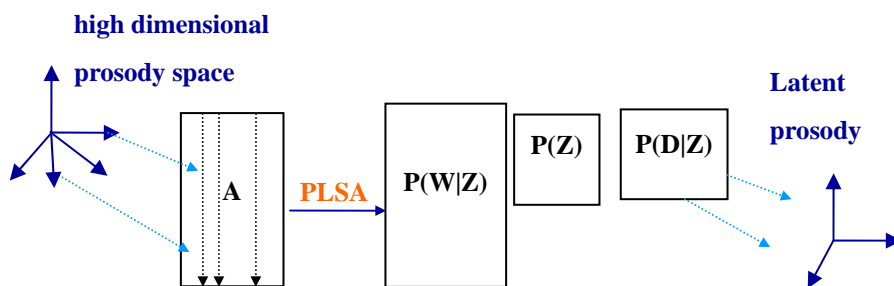 high dimensional
prosody space
A
PLSA
P(W|Z)
P(Z)
P(D|Z)
Latent
prosody